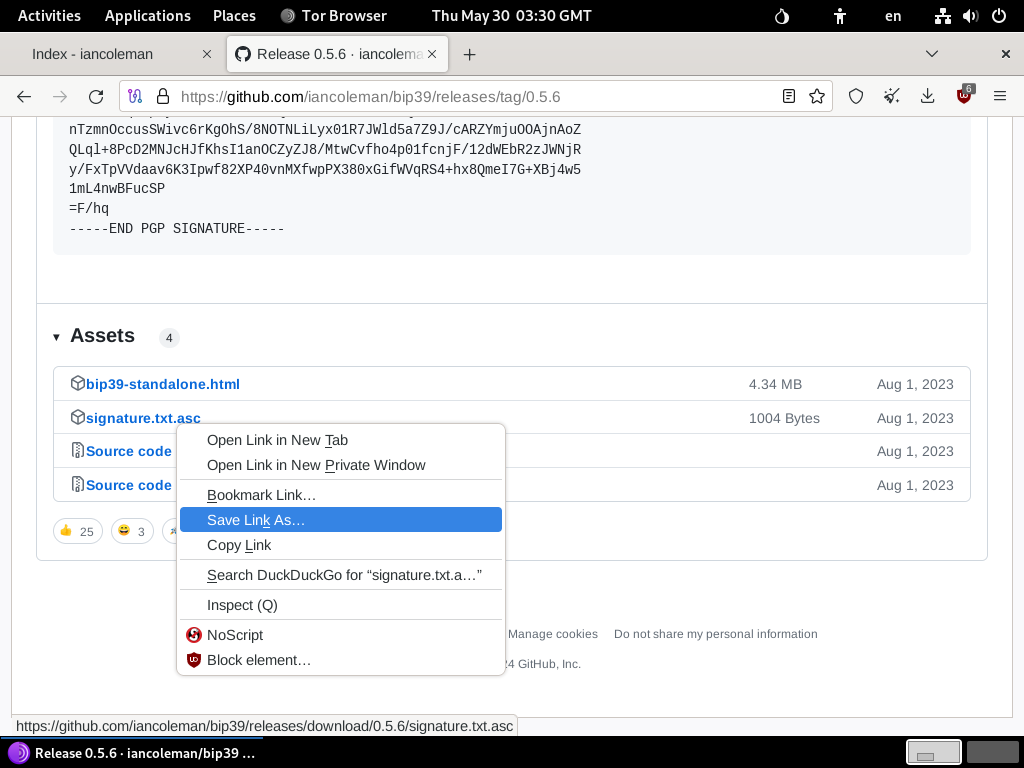 Activities Applications Places Tor Browser Thu May 30 03:30 GMT en
Index - iancoleman Release 0.5.6 · iancolema
https://github.com/iancoleman/bip39/releases/tag/0.5.6 6
nTzmnOccusSWivc6rKgOhS/8NOTNLiLyx01R7JWld5a7Z9J/cARZYmjuOOAjnAoZ
QLql+8PcD2MNJcHJfKhsI1anOCZyZJ8/MtwCvfho4p01fcnjF/12dWEbR2zJWNjR
y/FxTpVVdaav6K3Ipwf82XP40vnMXfwpPX380xGifWVqRS4+hx8QmeI7G+XBj4w5
1mL4nwBFucSP
=F/hq
-----END PGP SIGNATURE-----
Assets 4
bip39-standalone.html 4.34 MB Aug 1, 2023
signature.txt.asc 1004 Bytes Aug 1, 2023
Source code Aug 1, 2023
Source code Aug 1, 2023
25 3
Open Link in New Tab
Open Link in New Private Window
Bookmark Link…
Save Link As…
Copy Link
Search DuckDuckGo for “signature.txt.a…”
Inspect (Q)
NoScript
Block element…
Manage cookies Do not share my personal information
24 GitHub, Inc.
https://github.com/iancoleman/bip39/releases/download/0.5.6/signature.txt.asc
Release 0.5.6 · iancoleman/bip39 …